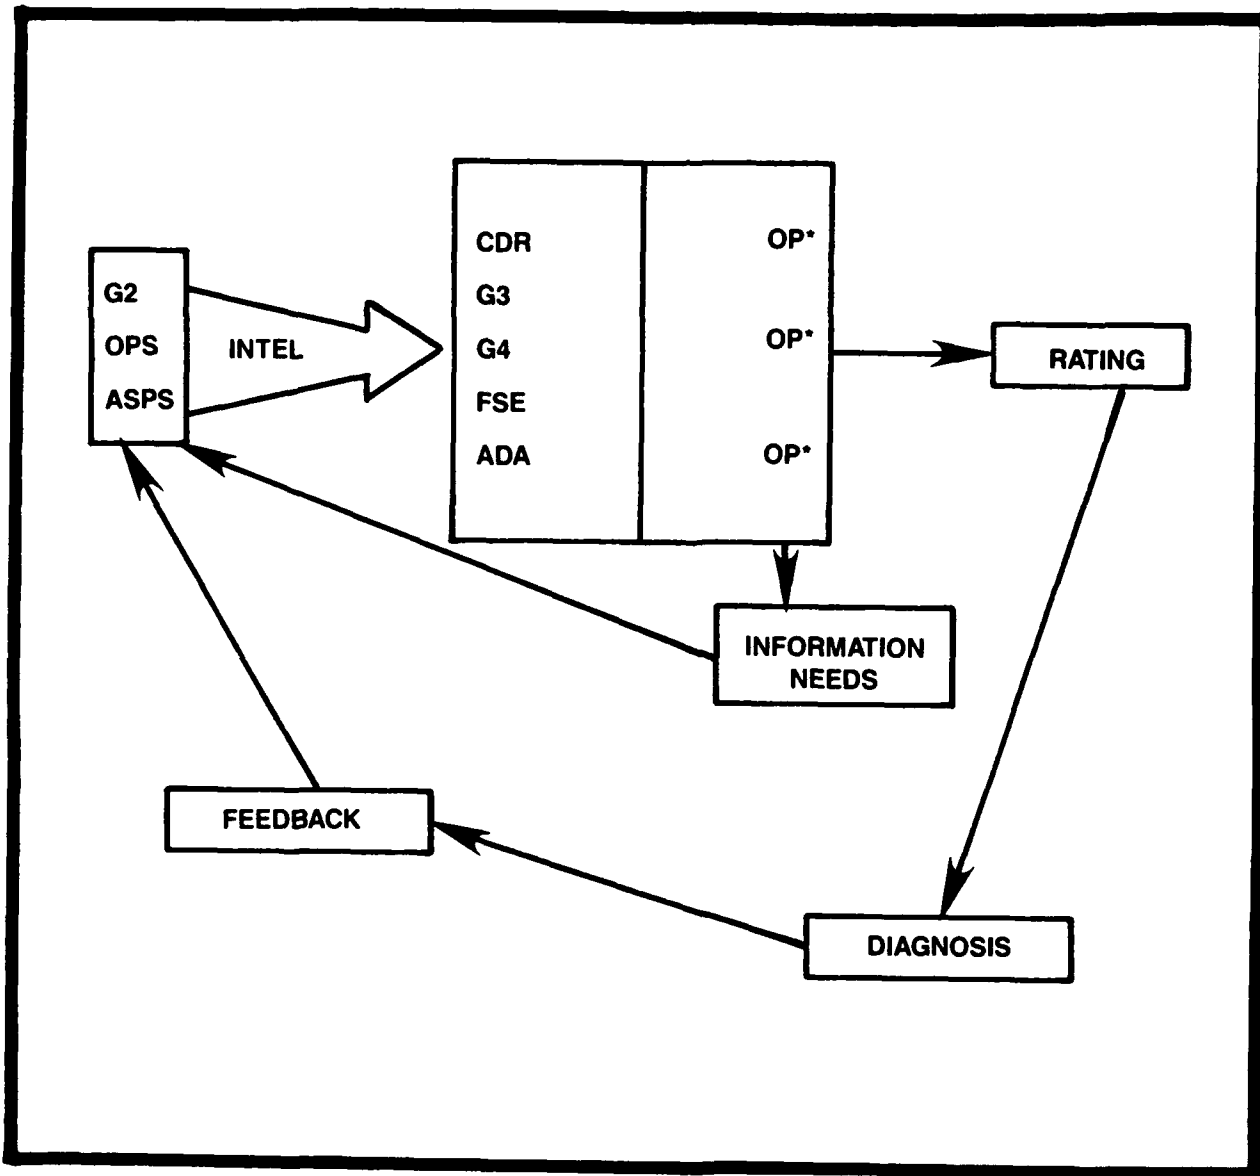 G2
OPS
ASPS
INTEL
CDR
G3
G4
FSE
ADA
OP*
OP*
OP*
RATING
INFORMATION
NEEDS
FEEDBACK
DIAGNOSIS